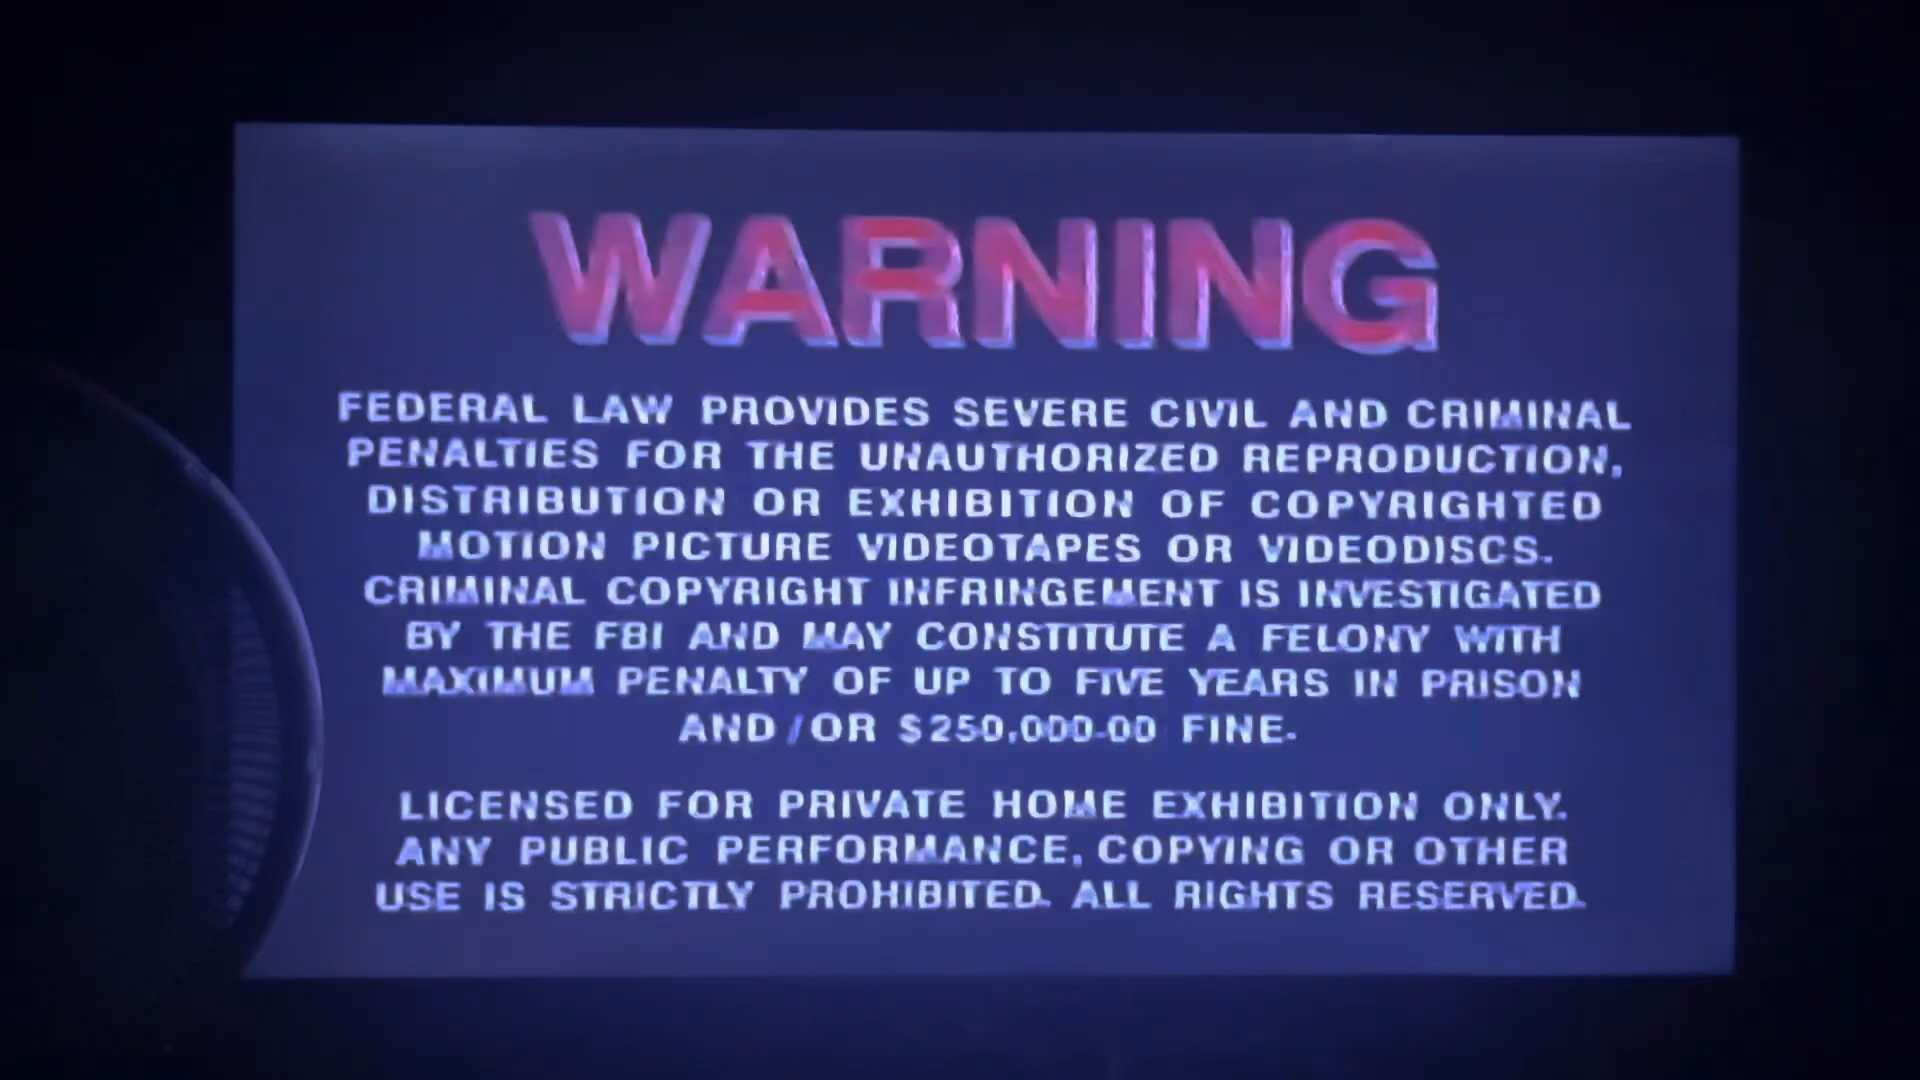 WARNING
FEDERAL LAW PROVIDES SEVERE CIVIL AND CRIMINAL
PENALTIES FOR THE UNAUTHORIZED REPRODUCTION,
DISTRIBUTION OR EXHIBITION OF COPYRIGHTED
MOTION PICTURE VIDEOTAPES OR VIDEODISCS.
CRIMINAL COPYRIGHT INFRINGEMENT IS INVESTIGATED
BY THE FBI AND MAY CONSTITUTE A FELONY WITH
MAXIMUM PENALTY OF UP TO FIVE YEARS IN PRISON
AND / OR $250,000.00 FINE.
LICENSED FOR PRIVATE HOME EXHIBITION ONLY.
ANY PUBLIC PERFORMANCE, COPYING OR OTHER
USE IS STRICTLY PROHIBITED. ALL RIGHTS RESERVED.